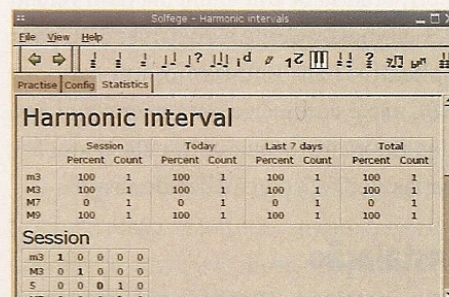 Solfege - Harmonic intervals
File View Help
Practise Config Statistics
Harmonic interval
Session Today Last 7 days Total
Percent Count Percent Count Percent Count Percent Count
m3 100 1 100 1 100 1 100 1
M3 100 1 100 1 100 1 100 1
M7 0 1 0 1 0 1 0 1
M9 100 1 100 1 100 1 100 1
Session
m3 1 0 0 0 0
M3 0 1 0 0 0
5 0 0 0 1 0